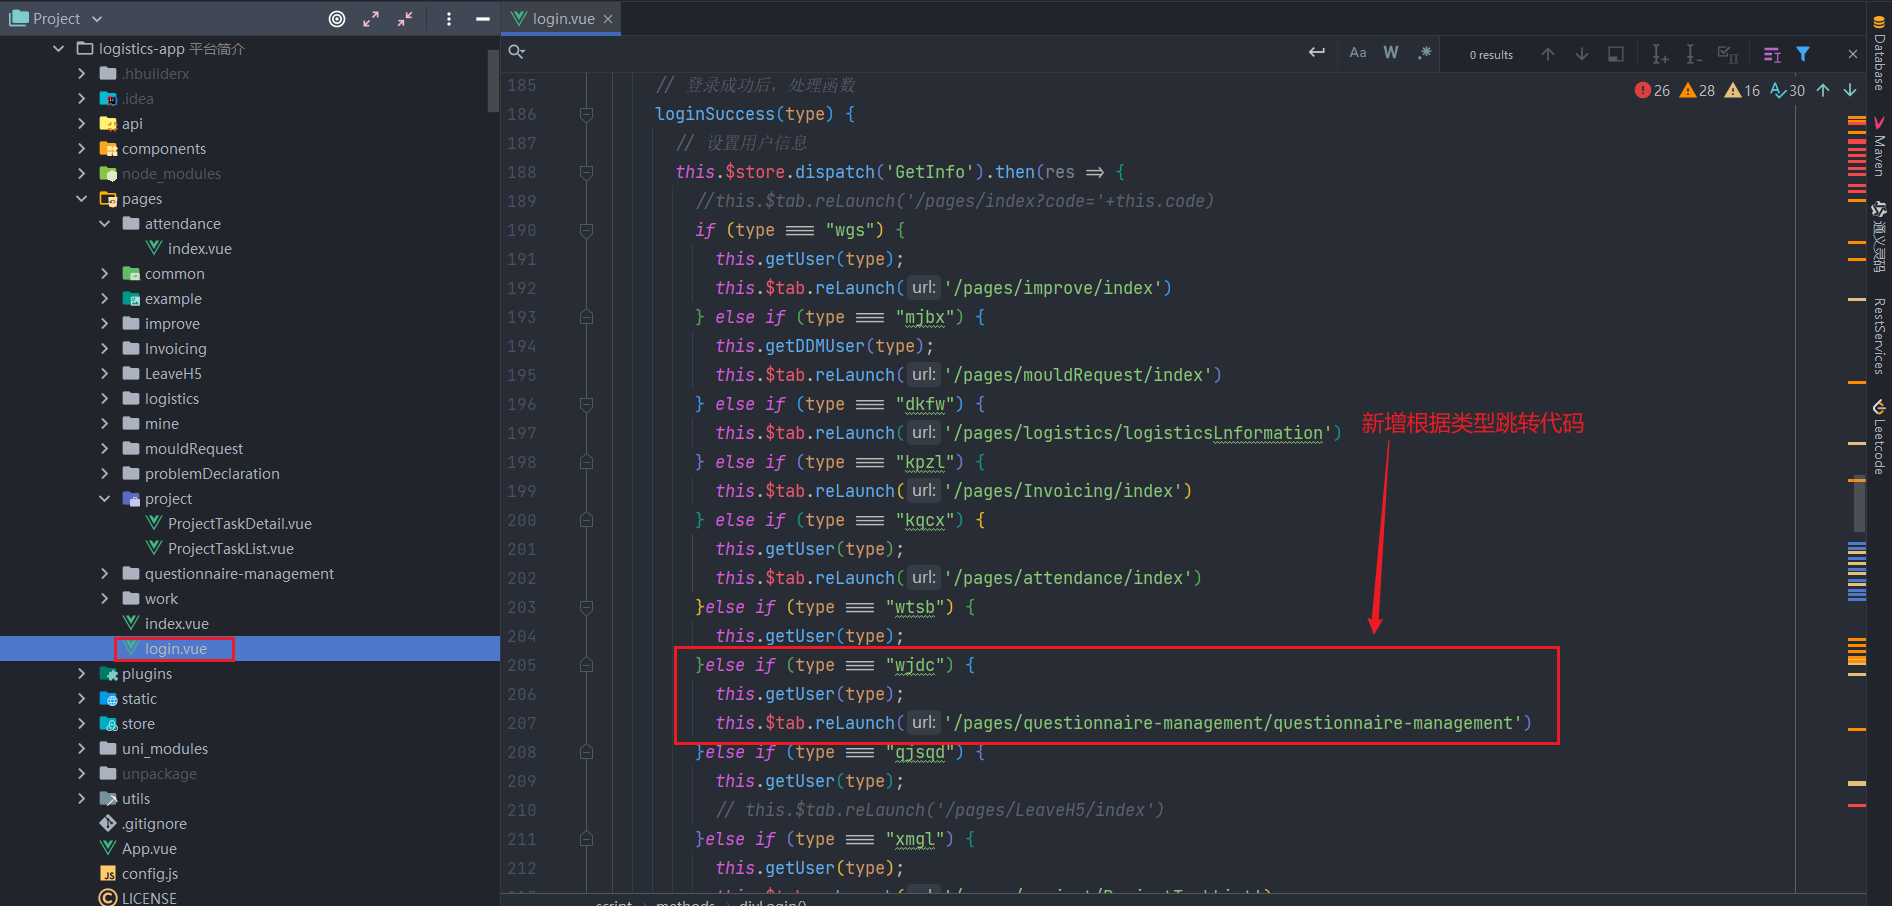 Project
login.vue
logistics-app 平台简介
.hbuilderx
.idea
api
components
node_modules
pages
attendance
index.vue
common
example
improve
Invoicing
LeaveH5
logistics
mine
mouldRequest
problemDeclaration
project
ProjectTaskDetail.vue
ProjectTaskList.vue
questionnaire-management
work
index.vue
login.vue
plugins
static
store
uni_modules
unpackage
utils
.gitignore
App.vue
config.js
LICENSE
Aa W .* 0 results
26 28 16 30
185 // 登录成功后，处理函数
186 loginSuccess(type) {
187 // 设置用户信息
188 this.$store.dispatch('GetInfo').then(res => {
189 //this.$tab.reLaunch('/pages/index?code='+this.code)
190 if (type === "wgs") {
191 this.getUser(type);
192 this.$tab.reLaunch( url: '/pages/improve/index')
193 } else if (type === "mjbx") {
194 this.getDDMUser(type);
195 this.$tab.reLaunch( url: '/pages/mouldRequest/index')
196 } else if (type === "dkfw") {
197 this.$tab.reLaunch( url: '/pages/logistics/logisticsLnformation')
198 } else if (type === "kpzl") {
199 this.$tab.reLaunch( url: '/pages/Invoicing/index')
200 } else if (type === "kqcx") {
201 this.getUser(type);
202 this.$tab.reLaunch( url: '/pages/attendance/index')
203 }else if (type === "wtsb") {
204 this.getUser(type);
205 }else if (type === "wjdc") {
206 this.getUser(type);
207 this.$tab.reLaunch( url: '/pages/questionnaire-management/questionnaire-management')
208 }else if (type === "qjsqd") {
209 this.getUser(type);
210 // this.$tab.reLaunch('/pages/LeaveH5/index')
211 }else if (type === "xmgl") {
212 this.getUser(type);
新增根据类型跳转代码
script methods divLogin()
Database
Maven
通义灵码
RestServices
Leetcode